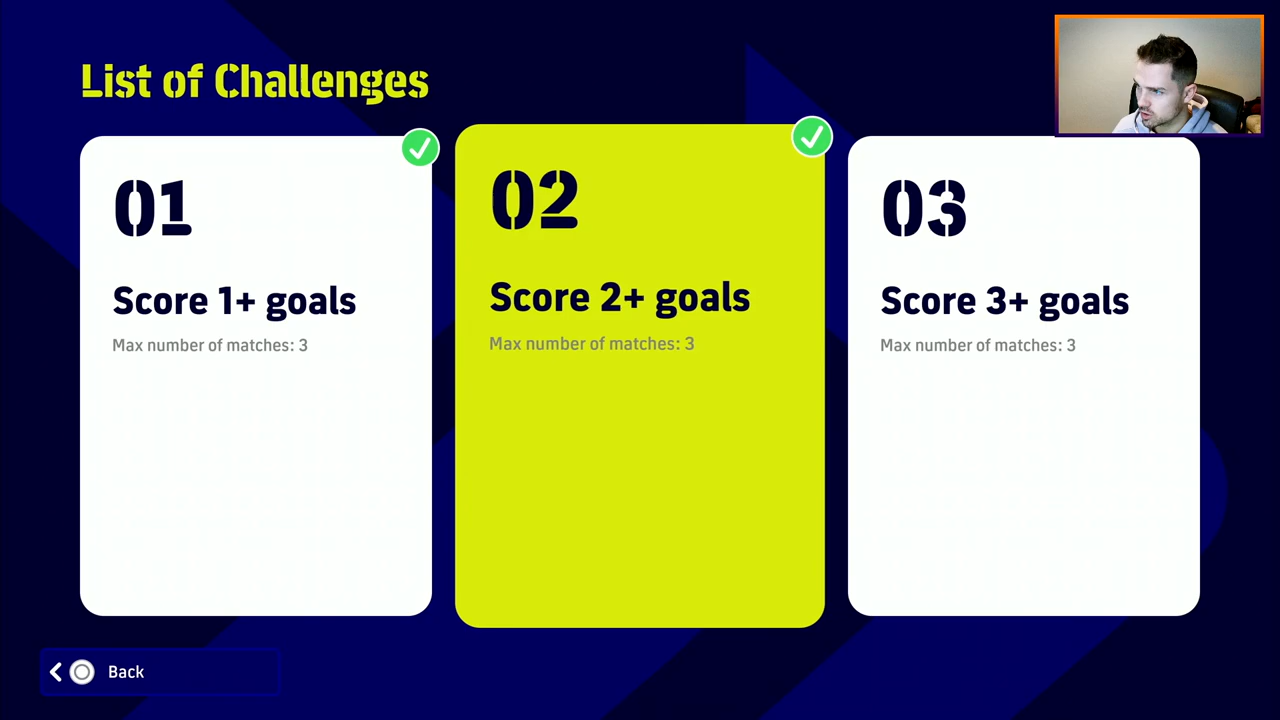 List of Challenges
01
Score 1+ goals
Max number of matches: 3
02
Score 2+ goals
Max number of matches: 3
03
Score 3+ goals
Max number of matches: 3
Back